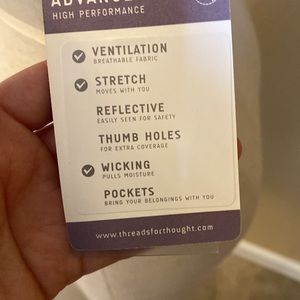 HIGH PERFORMANCE
VENTILATION
BREATHABLE FABRIC
STRETCH
MOVES WITH YOU
REFLECTIVE
EASILY SEEN FOR SAFETY
THUMB HOLES
FOR EXTRA COVERAGE
WICKING
PULLS MOISTURE
POCKETS
BRING YOUR BELONGINGS WITH YOU
www.threadsforthought.com